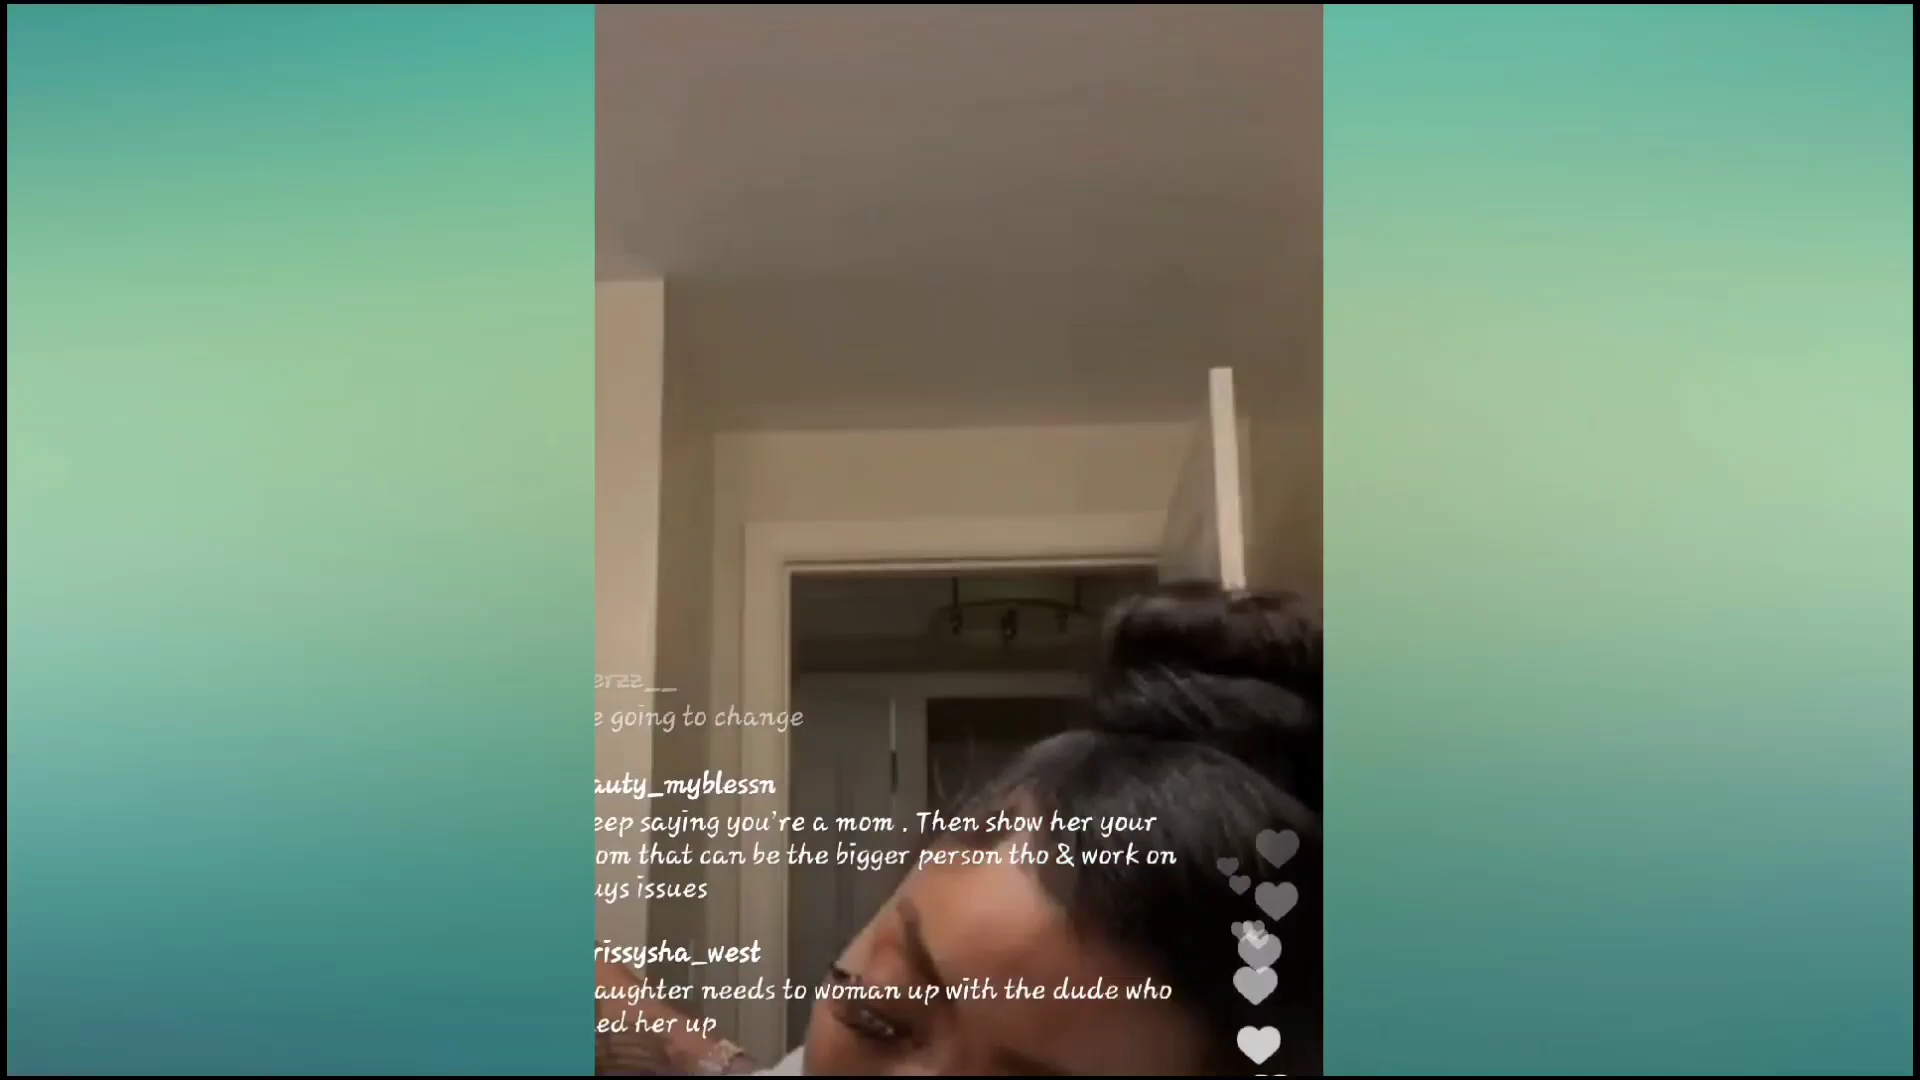 erzz__
e going to change
auty_myblessn
eep saying you're a mom . Then show her your
om that can be the bigger person tho & work on
uys issues
rissysha_west
aughter needs to woman up with the dude who
ed her up